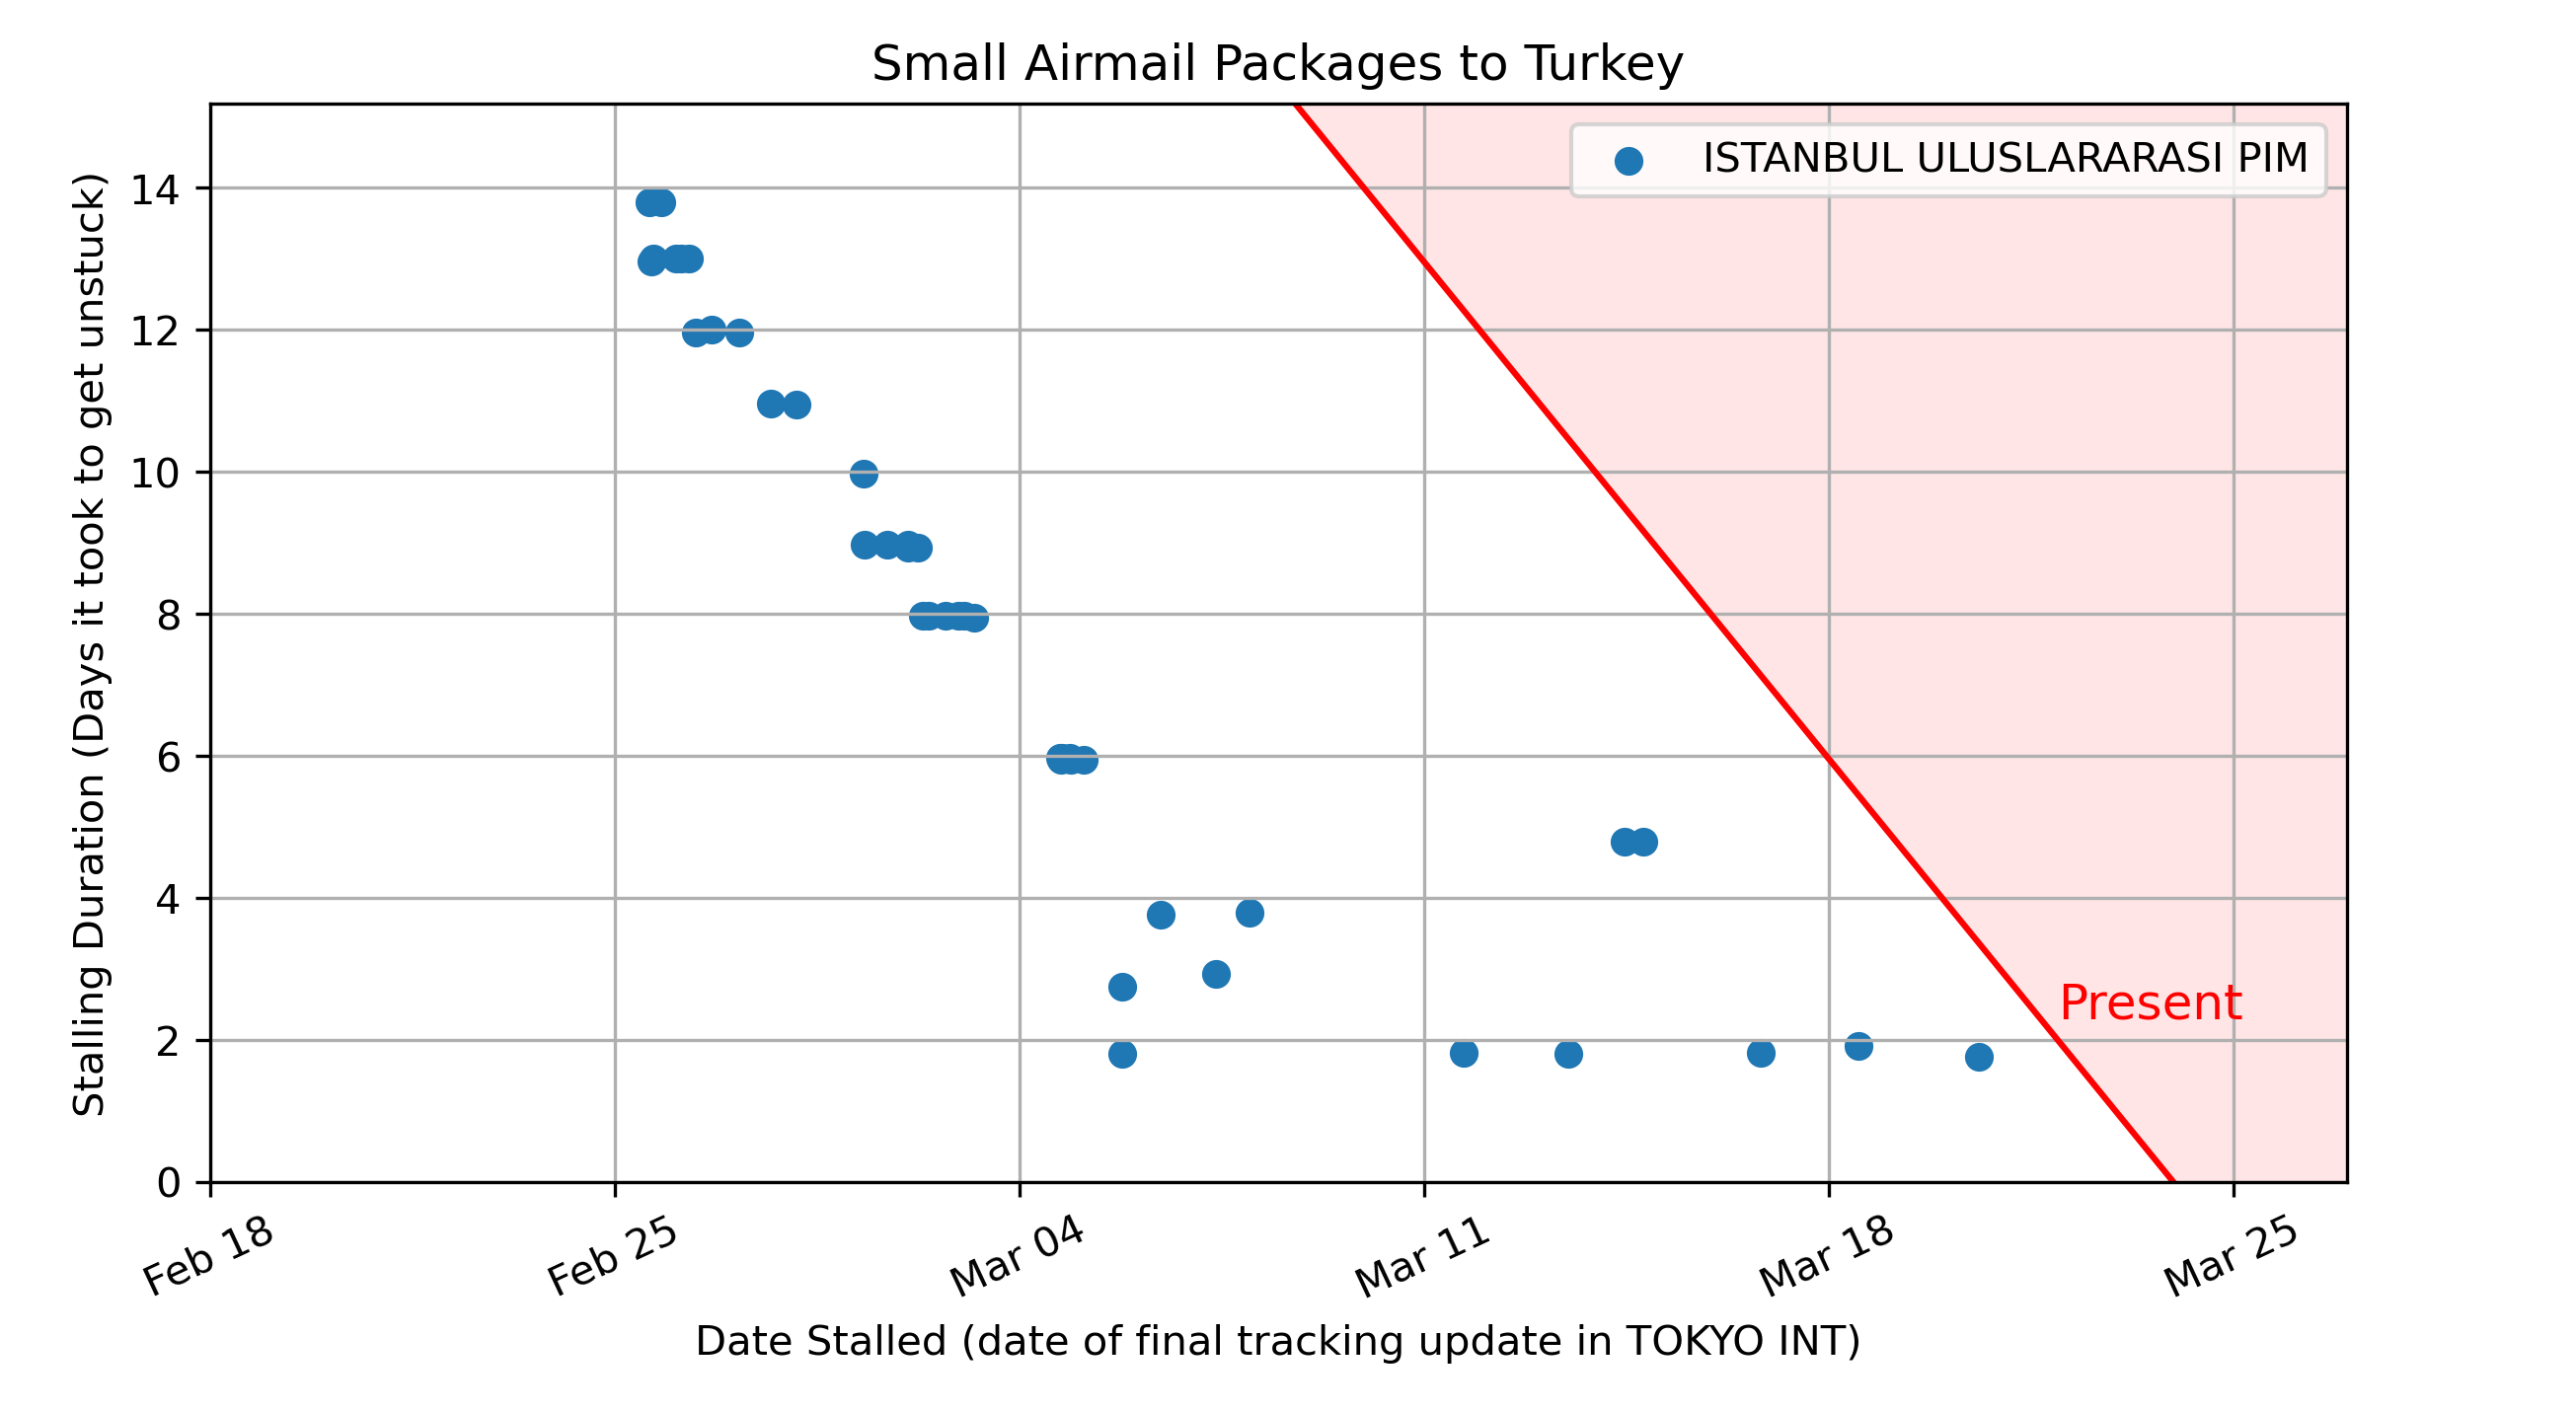 Small Airmail Packages to Turkey
ISTANBUL ULUSLARARASI PIM
Stalling Duration (Days it took to get unstuck)
14
12
10
8
6
4
2
0
Present
Feb 18
Feb 25
Mar 04
Mar 11
Mar 18
Mar 25
Date Stalled (date of final tracking update in TOKYO INT)